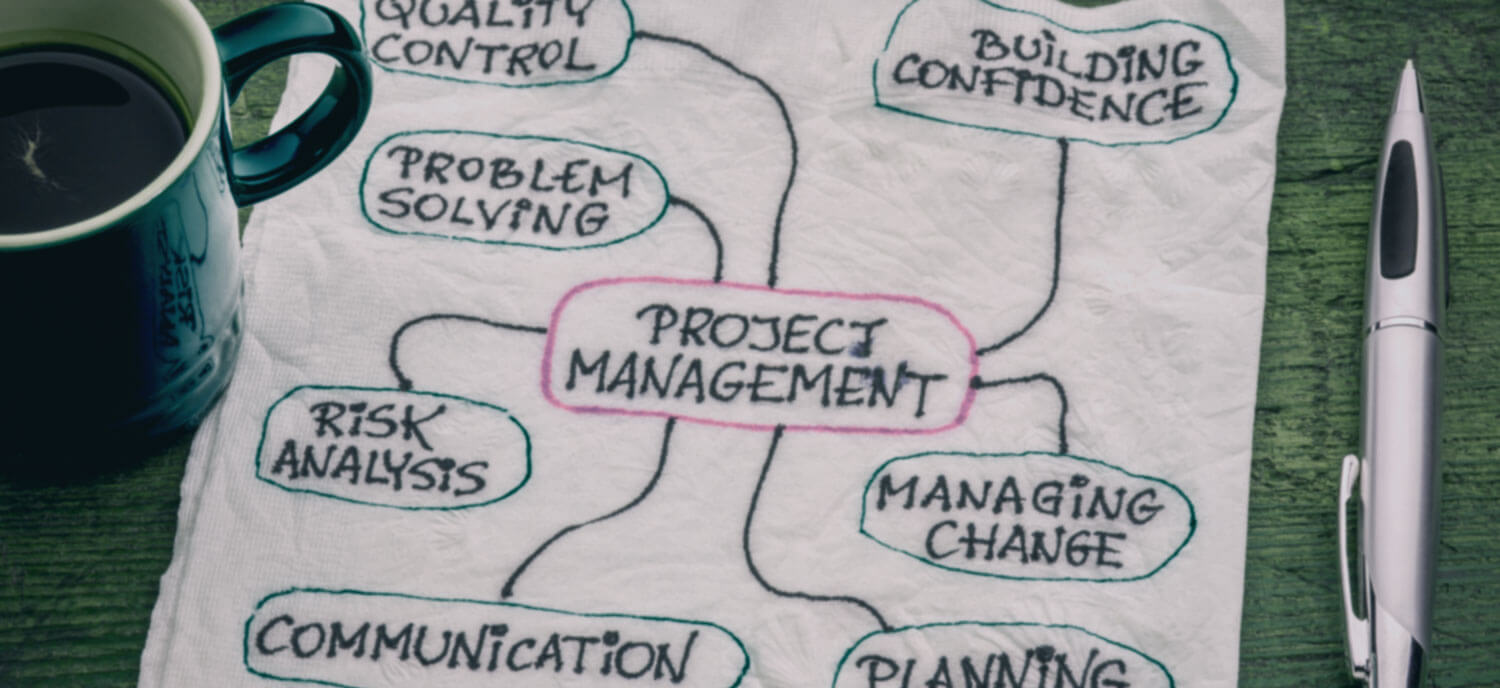 QUALITY
CONTROL
BUILDING
CONFIDENCE
PROBLEM
SOLVING
PROJECT
MANAGEMENT
RISK
ANALYSIS
MANAGING
CHANGE
COMMUNICATION
PLANNING